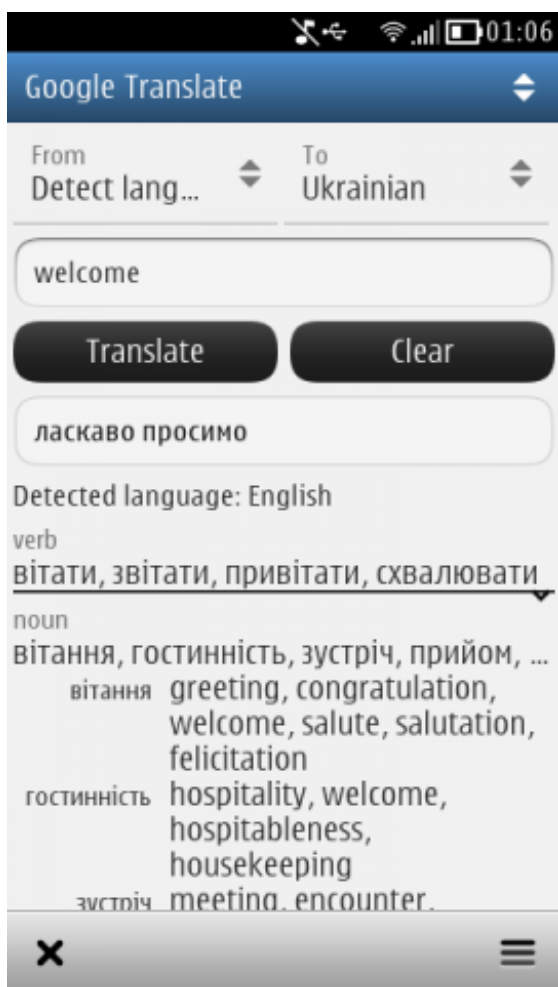 01:06
Google Translate
From
Detect lang...
To
Ukrainian
welcome
Translate
Clear
ласкаво просимо
Detected language: English
verb
вітати, звітати, привітати, схвалювати
noun
вітання, гостинність, зустріч, прийом, ...
вітання greeting, congratulation,
welcome, salute, salutation,
felicitation
гостинність hospitality, welcome,
hospitableness,
housekeeping
зустріч meeting, encounter,